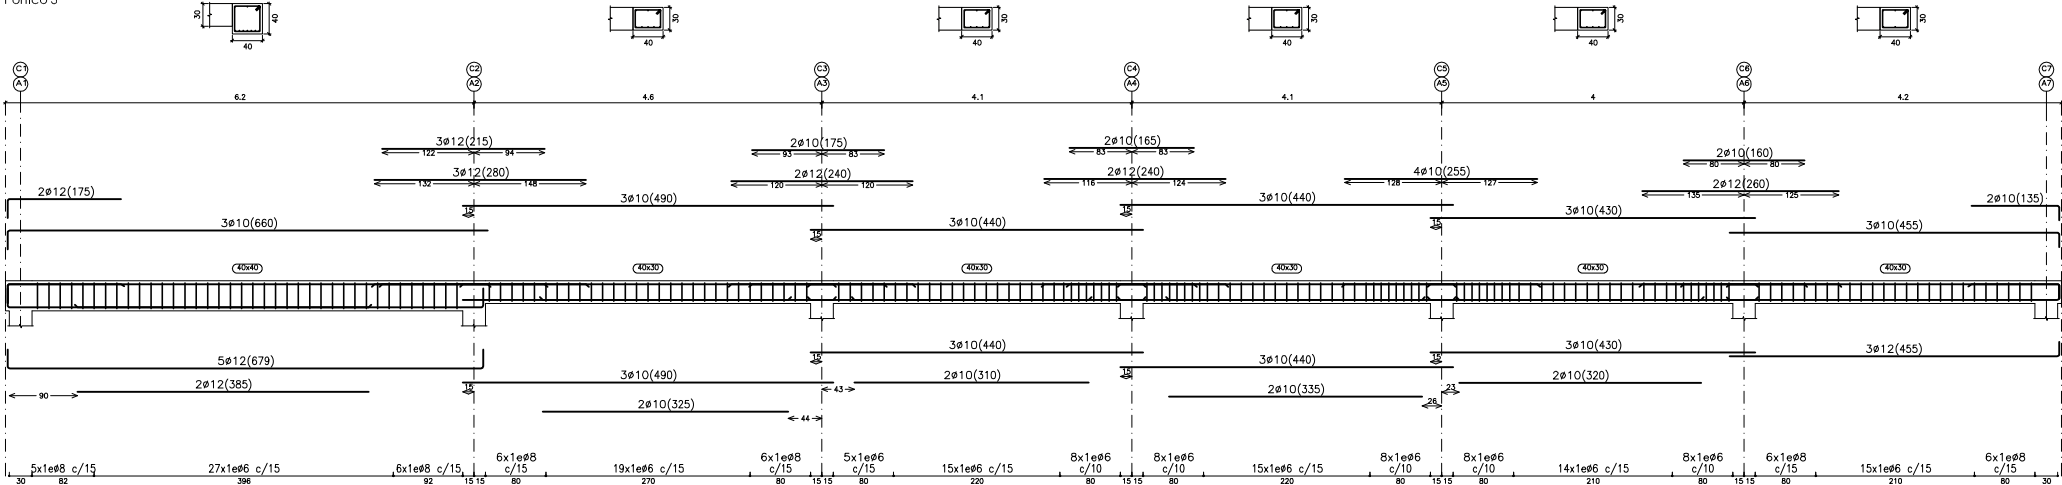 Pórtico 3
30 40 30 30 30 30 30
40 40 40 40 40 40
C1 C2 C3 C4 C5 C6 C7
A1 A2 A3 A4 A5 A6 A7
6.2 4.6 4.1 4.1 4 4.2
3ø12(215) 2ø10(175) 2ø10(165)
122 94 93 83 83 83
2ø10(160)
80 80
3ø12(280) 2ø12(240) 2ø12(240) 4ø10(255)
132 148 120 120 116 124 128 127
2ø12(260)
135 125
2ø12(175) 3ø10(490) 3ø10(440) 2ø10(135)
15 15
3ø10(660) 3ø10(440) 3ø10(430) 3ø10(455)
15 15
40x40 40x30 40x30 40x30 40x30 40x30
5ø12(679) 3ø10(440) 3ø10(440) 3ø10(430) 3ø12(455)
15 15 15
2ø12(385) 3ø10(490) 2ø10(310) 2ø10(335) 2ø10(320)
90 15 43 26 23
2ø10(325)
44
5x1eø8 c/15 27x1eø6 c/15 6x1eø8 c/15 6x1eø8 c/15 19x1eø6 c/15 6x1eø8 c/15 5x1eø6 c/15 15x1eø6 c/15 8x1eø6 c/10 8x1eø6 c/10 15x1eø6 c/15 8x1eø6 c/10 8x1eø6 c/10 14x1eø6 c/15 8x1eø6 c/10 6x1eø8 c/15 15x1eø6 c/15 6x1eø8 c/15
30 82 396 92 15 15 80 270 80 15 15 80 220 80 15 15 80 220 80 15 15 80 210 80 15 15 80 210 80 30